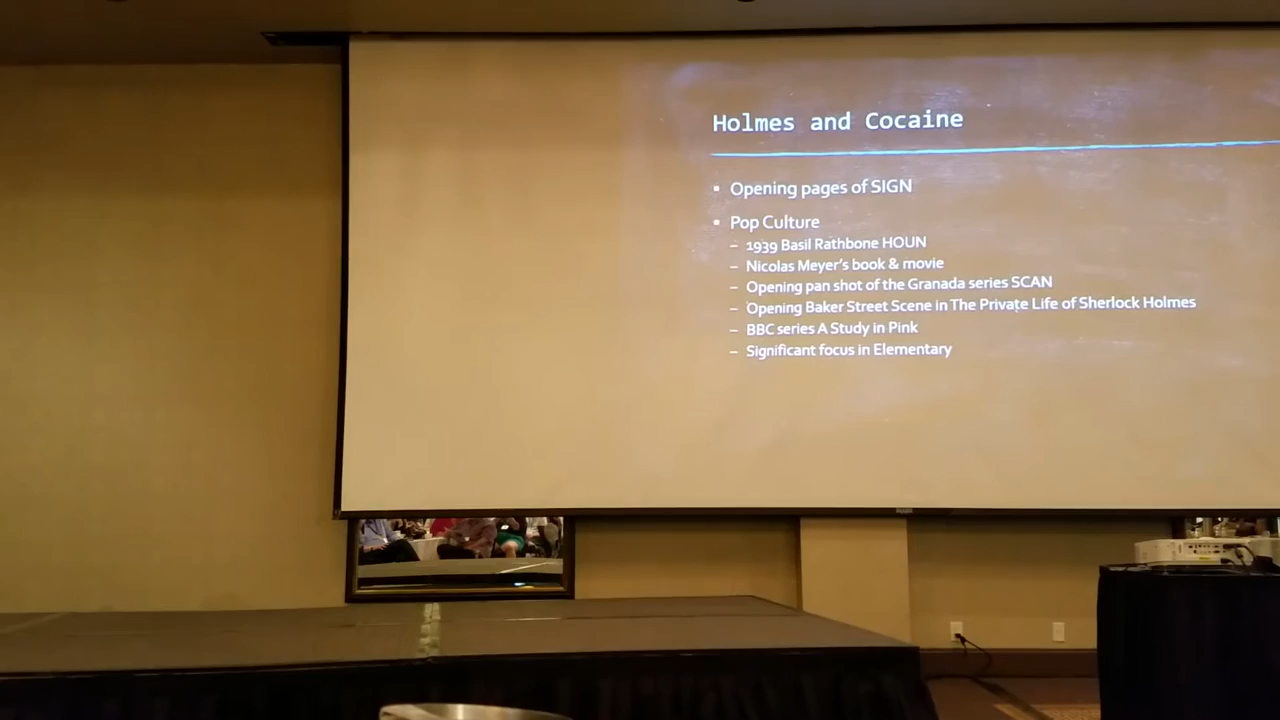 Holmes and Cocaine
▪ Opening pages of SIGN
▪ Pop Culture
– 1939 Basil Rathbone HOUN
– Nicolas Meyer's book & movie
– Opening pan shot of the Granada series SCAN
– Opening Baker Street Scene in The Private Life of Sherlock Holmes
– BBC series A Study in Pink
– Significant focus in Elementary